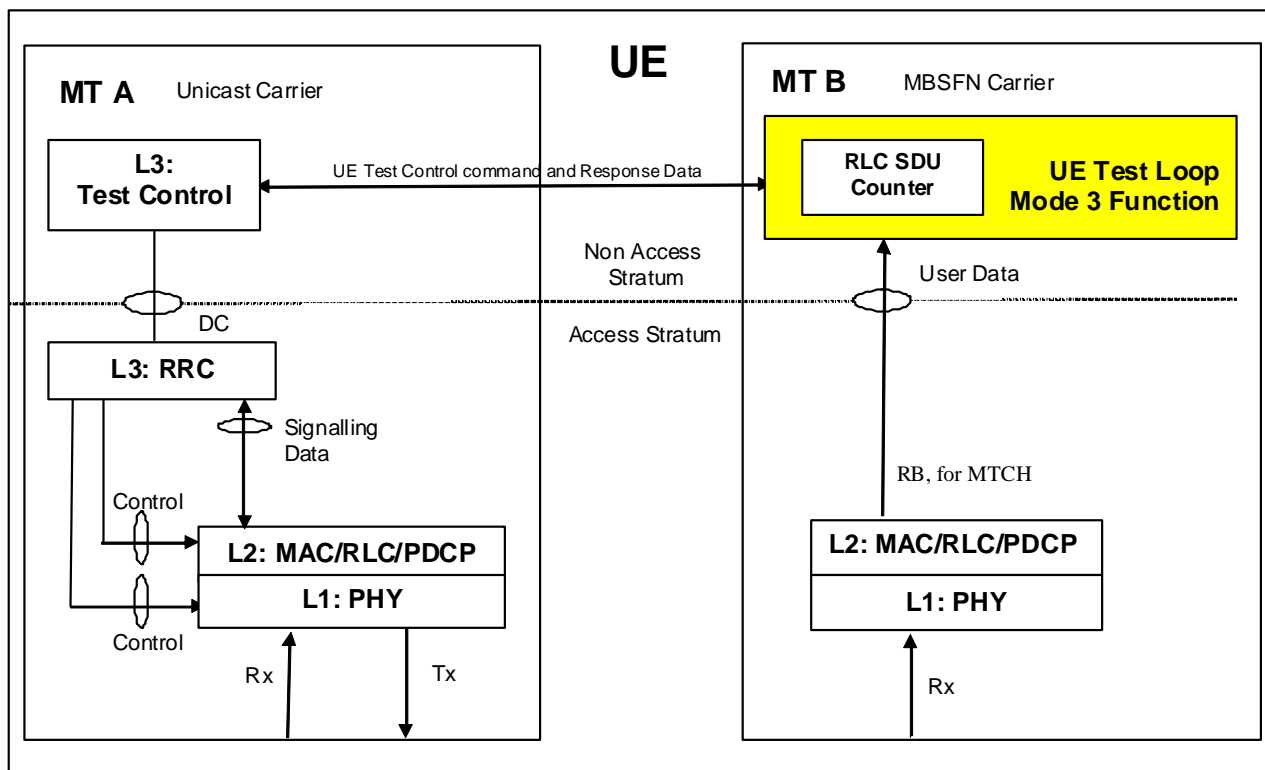 UE
MT A
Unicast Carrier
L3:
Test Control
UE Test Control command and Response Data
MT B
MBSFN Carrier
RLC SDU
Counter
UE Test Loop
Mode 3 Function
Non Access
Stratum
User Data
DC
Access Stratum
L3: RRC
Signalling
Data
Control
L2: MAC/RLC/PDCP
L1: PHY
Control
Rx
Tx
RB, for MTCH
L2: MAC/RLC/PDCP
L1: PHY
Rx